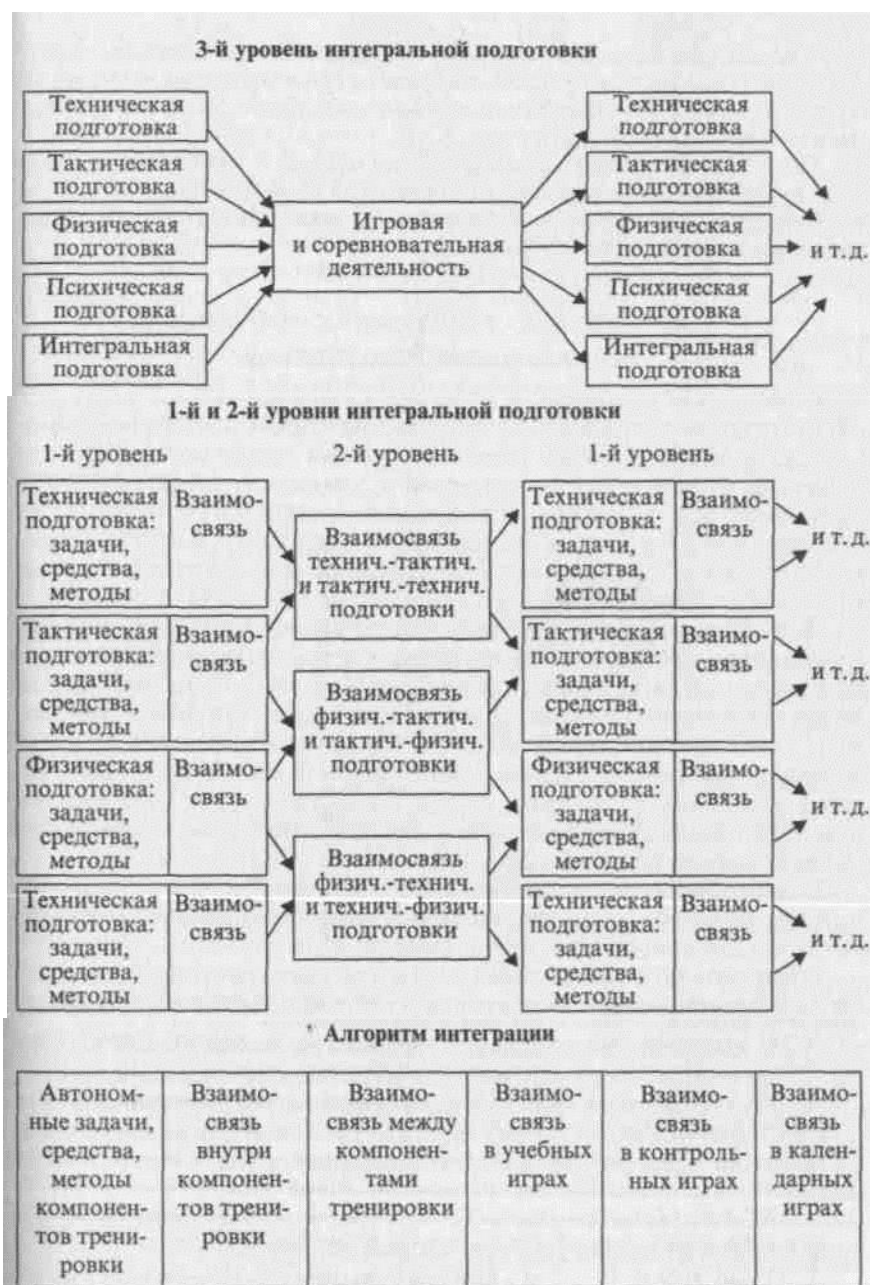 3-й уровень интегральной подготовки
Техническая
подготовка
Тактическая
подготовка
Физическая
подготовка
Психическая
подготовка
Интегральная
подготовка
Игровая
и соревновательная
деятельность
Техническая
подготовка
Тактическая
подготовка
Физическая
подготовка
Психическая
подготовка
Интегральная
подготовка
и т. д.
1-й и 2-й уровни интегральной подготовки
1-й уровень
2-й уровень
1-й уровень
Техническая
подготовка:
задачи,
средства,
методы
Взаимо-
связь
Тактическая
подготовка:
задачи,
средства,
методы
Взаимо-
связь
Физическая
подготовка:
задачи,
средства,
методы
Взаимо-
связь
Техническая
подготовка:
задачи,
средства,
методы
Взаимо-
связь
Взаимосвязь
технич.-тактич.
и тактич.-технич.
подготовки
Взаимосвязь
физич.-тактич.
и тактич.-физич.
подготовки
Взаимосвязь
физич.-технич.
и технич.-физич.
подготовки
Техническая
подготовка:
задачи,
средства,
методы
Взаимо-
связь
и т. д.
Тактическая
подготовка:
задачи,
средства,
методы
Взаимо-
связь
и т. д.
Физическая
подготовка:
задачи,
средства,
методы
Взаимо-
связь
и т. д.
Техническая
подготовка:
задачи,
средства,
методы
Взаимо-
связь
и т. д.
Алгоритм интеграции
Автоном-
ные задачи,
средства,
методы
компонен-
тов трени-
ровки
Взаимо-
связь
внутри
компонен-
тов трени-
ровки
Взаимо-
связь между
компонен-
тами
тренировки
Взаимо-
связь
в учебных
играх
Взаимо-
связь
в контроль-
ных играх
Взаимо-
связь
в кален-
дарных
играх